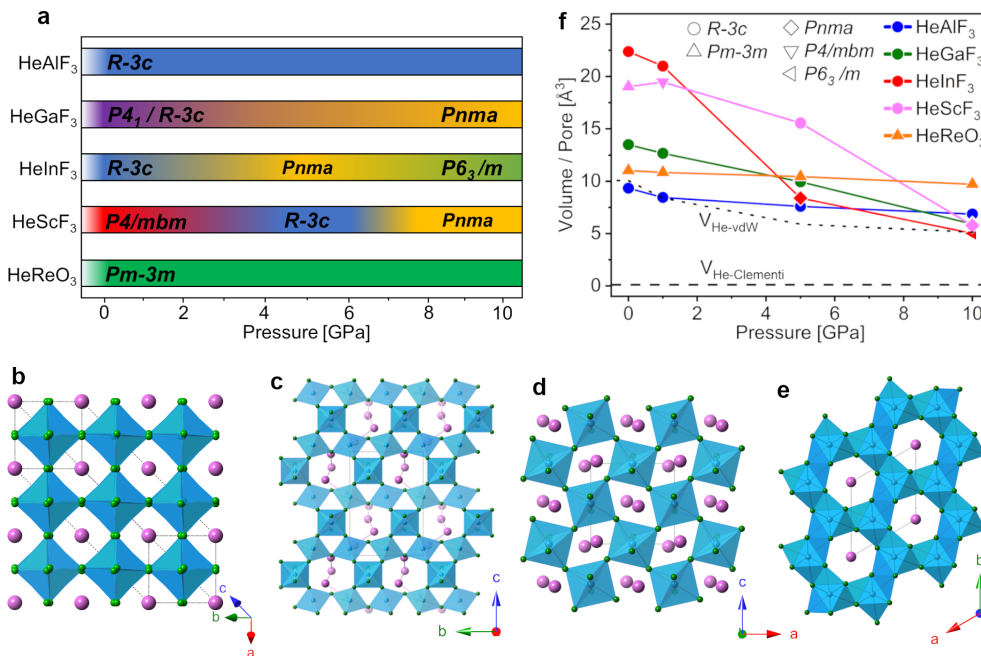 a
HeAlF3
R-3c
HeGaF3
P41 / R-3c
Pnma
HeInF3
R-3c
Pnma
P63/m
HeScF3
P4/mbm
R-3c
Pnma
HeReO3
Pm-3m
0 2 4 6 8 10
Pressure [GPa]
f
R-3c
Pnma
HeAlF3
Pm-3m
P4/mbm
HeGaF3
P63/m
HeInF3
HeScF3
HeReO3
25
20
15
10
5
0
Volume / Pore [Å3]
VHe-vdW
VHe-Clementi
0 2 4 6 8 10
Pressure [GPa]
b
c
b
a
c
c
b
d
c
a
e
b
a